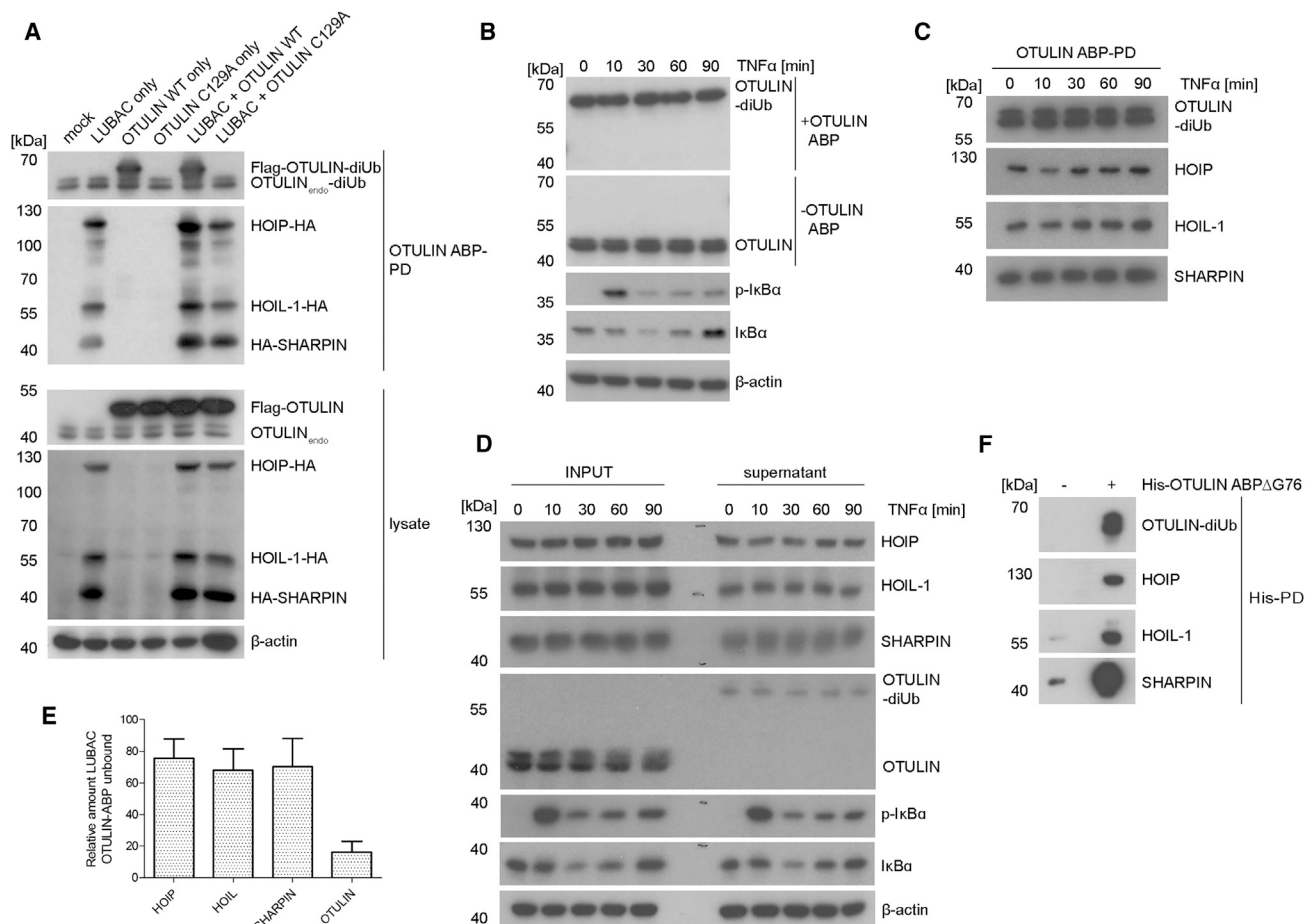 A
mock
LUBAC only
OTULIN WT only
OTULIN C129A only
LUBAC + OTULIN WT
LUBAC + OTULIN C129A
[kDa]
70
Flag-OTULIN-diUb
OTULINendo-diUb
130
HOIP-HA
100
70
HOIL-1-HA
55
HA-SHARPIN
40
OTULIN ABP-
PD
55
Flag-OTULIN
OTULINendo
40
130
HOIP-HA
100
70
55
HOIL-1-HA
40
HA-SHARPIN
β-actin
40
lysate
B
[kDa]
0 10 30 60 90 TNFα [min]
70
OTULIN
-diUb
55
40
+OTULIN
ABP
70
55
OTULIN
40
-OTULIN
ABP
p-IκBα
35
IκBα
35
β-actin
40
C
OTULIN ABP-PD
[kDa]
0 10 30 60 90 TNFα [min]
70
OTULIN
-diUb
55
130
HOIP
55
HOIL-1
40
SHARPIN
D
INPUT supernatant
[kDa]
0 10 30 60 90 0 10 30 60 90 TNFα [min]
130
HOIP
HOIL-1
55
SHARPIN
40
OTULIN
-diUb
55
OTULIN
40
40
p-IκBα
40
IκBα
β-actin
40
E
Relative amount LUBAC
OTULIN-ABP unbound
100
80
60
40
20
0
HOIP
HOIL
SHARPIN
OTULIN
F
[kDa]
- + His-OTULIN ABPΔG76
70
OTULIN-diUb
130
HOIP
55
HOIL-1
40
SHARPIN
His-PD